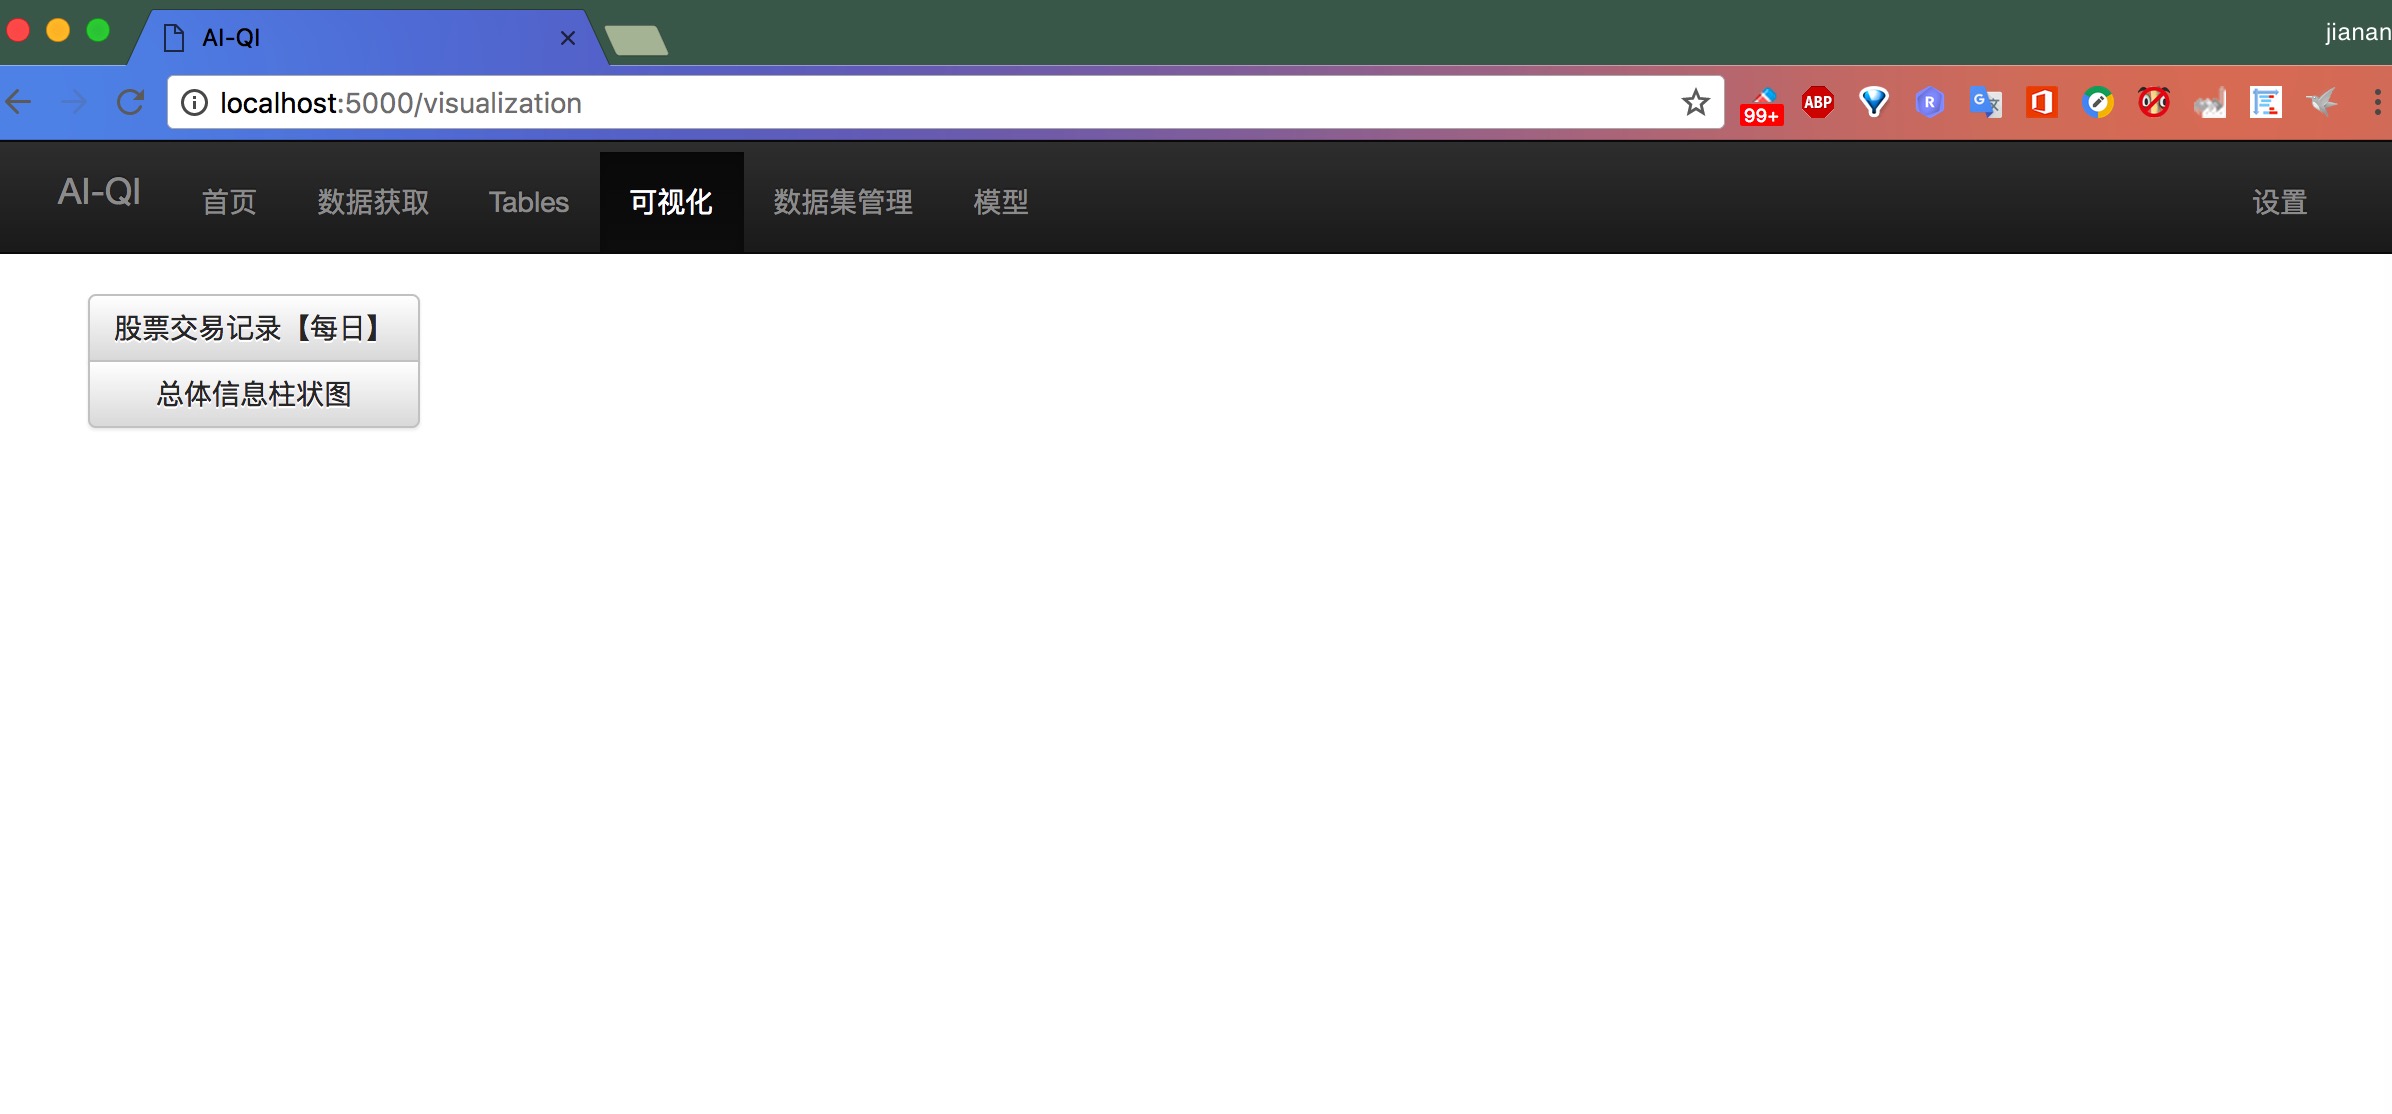 AI-QI
jianan
localhost:5000/visualization
99+ ABP R G 文
AI-QI 首页 数据获取 Tables 可视化 数据集管理 模型 设置
股票交易记录【每日】
总体信息柱状图